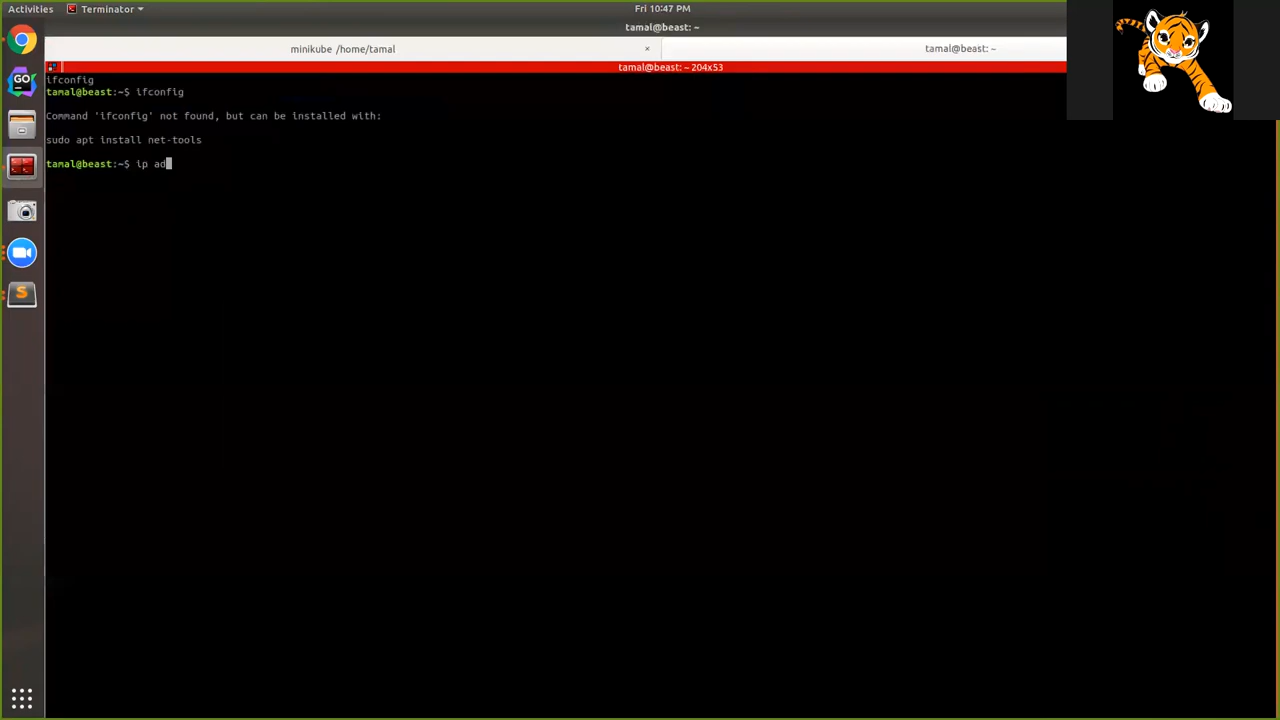 Activities
Terminator
Fri 10:47 PM
tamal@beast: ~
minikube /home/tamal
×
tamal@beast: ~
tamal@beast: ~ 204x53
ifconfig
tamal@beast:~$ ifconfig
Command 'ifconfig' not found, but can be installed with:
sudo apt install net-tools
tamal@beast:~$ ip ad
GO
S